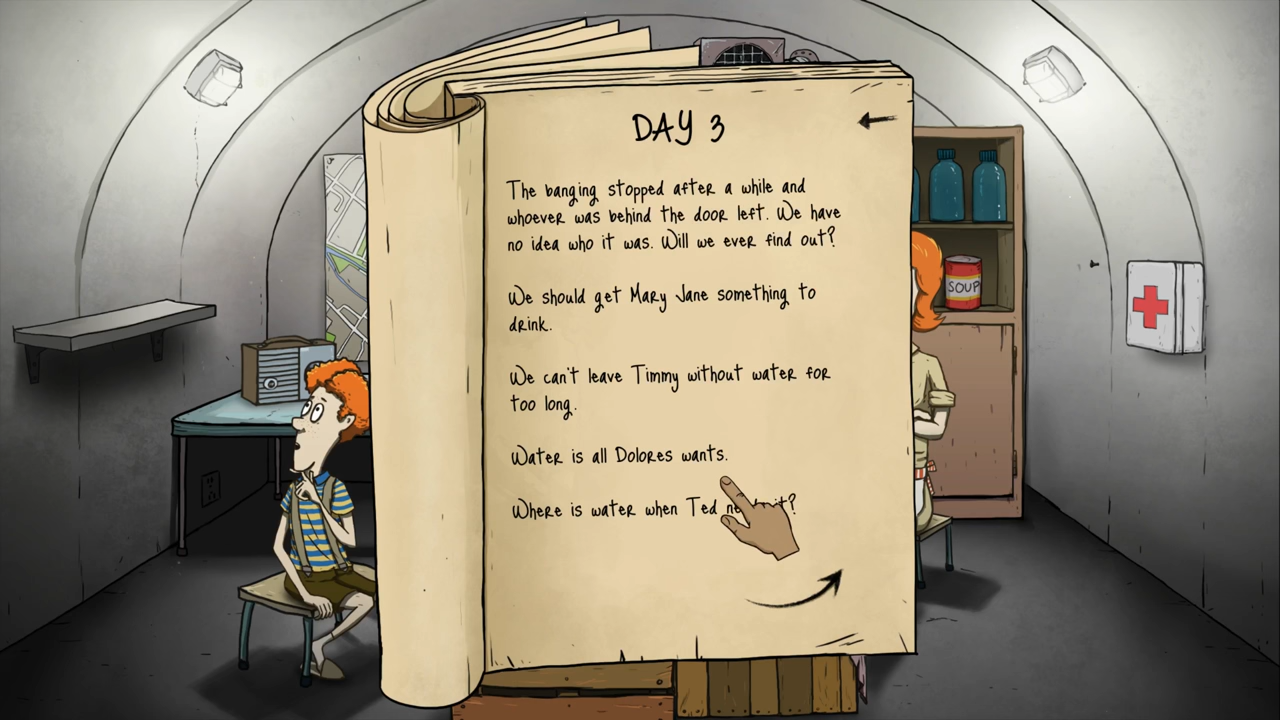 DAY 3
The banging stopped after a while and
whoever was behind the door left. We have
no idea who it was. Will we ever find out?
We should get Mary Jane something to
drink.
We can't leave Timmy without water for
too long.
Water is all Dolores wants.
Where is water when Ted it?
SOUP